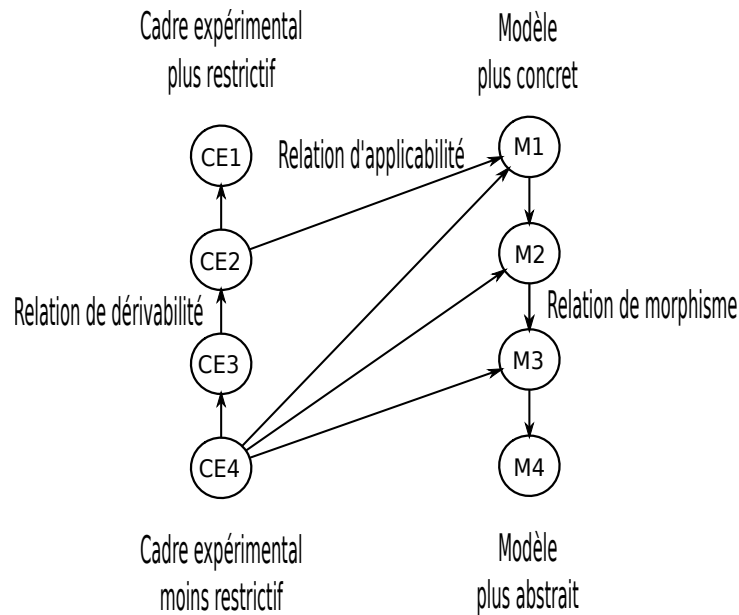 Cadre expérimental
plus restrictif
Modèle
plus concret
CE1
Relation d'applicabilité
M1
CE2
M2
Relation de dérivabilité
Relation de morphisme
CE3
M3
CE4
M4
Cadre expérimental
moins restrictif
Modèle
plus abstrait